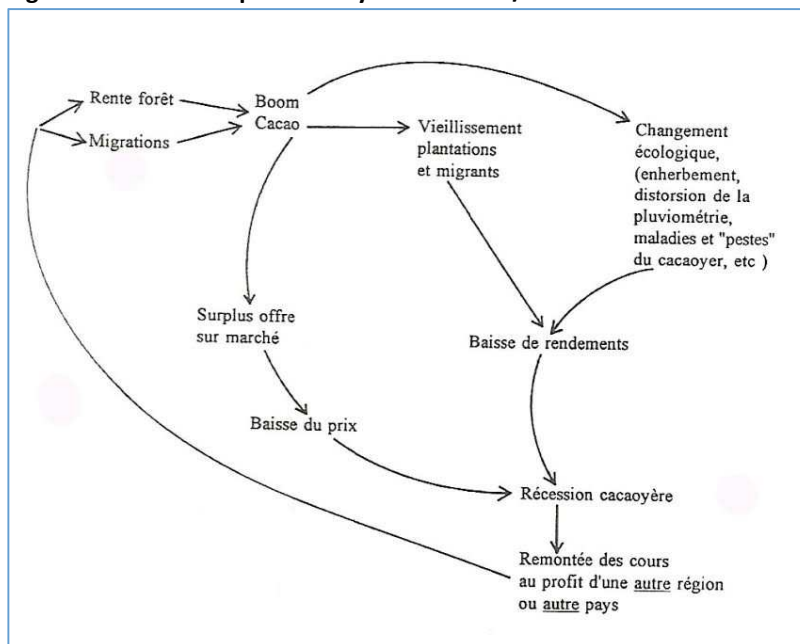 Rente forêt
Migrations
Boom
Cacao
Vieillissement
plantations
et migrants
Changement
écologique,
(enherbement,
distorsion de la
pluviométrie,
maladies et "pestes"
du cacaoyer, etc )
Surplus offre
sur marché
Baisse de rendements
Baisse du prix
Récession cacaoyère
Remontée des cours
au profit d'une autre région
ou autre pays